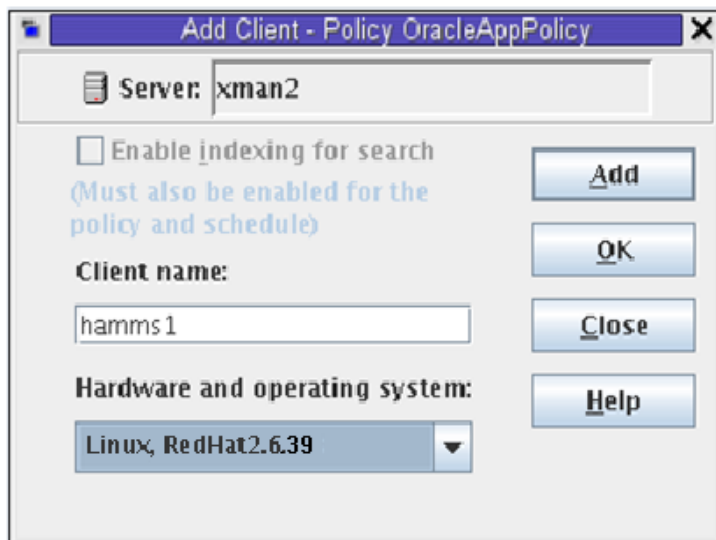 Add Client - Policy OracleAppPolicy
Server: xman2
Enable indexing for search
(Must also be enabled for the
policy and schedule)
Client name:
hamms1
Hardware and operating system:
Linux, RedHat2.6.39
Add
OK
Close
Help